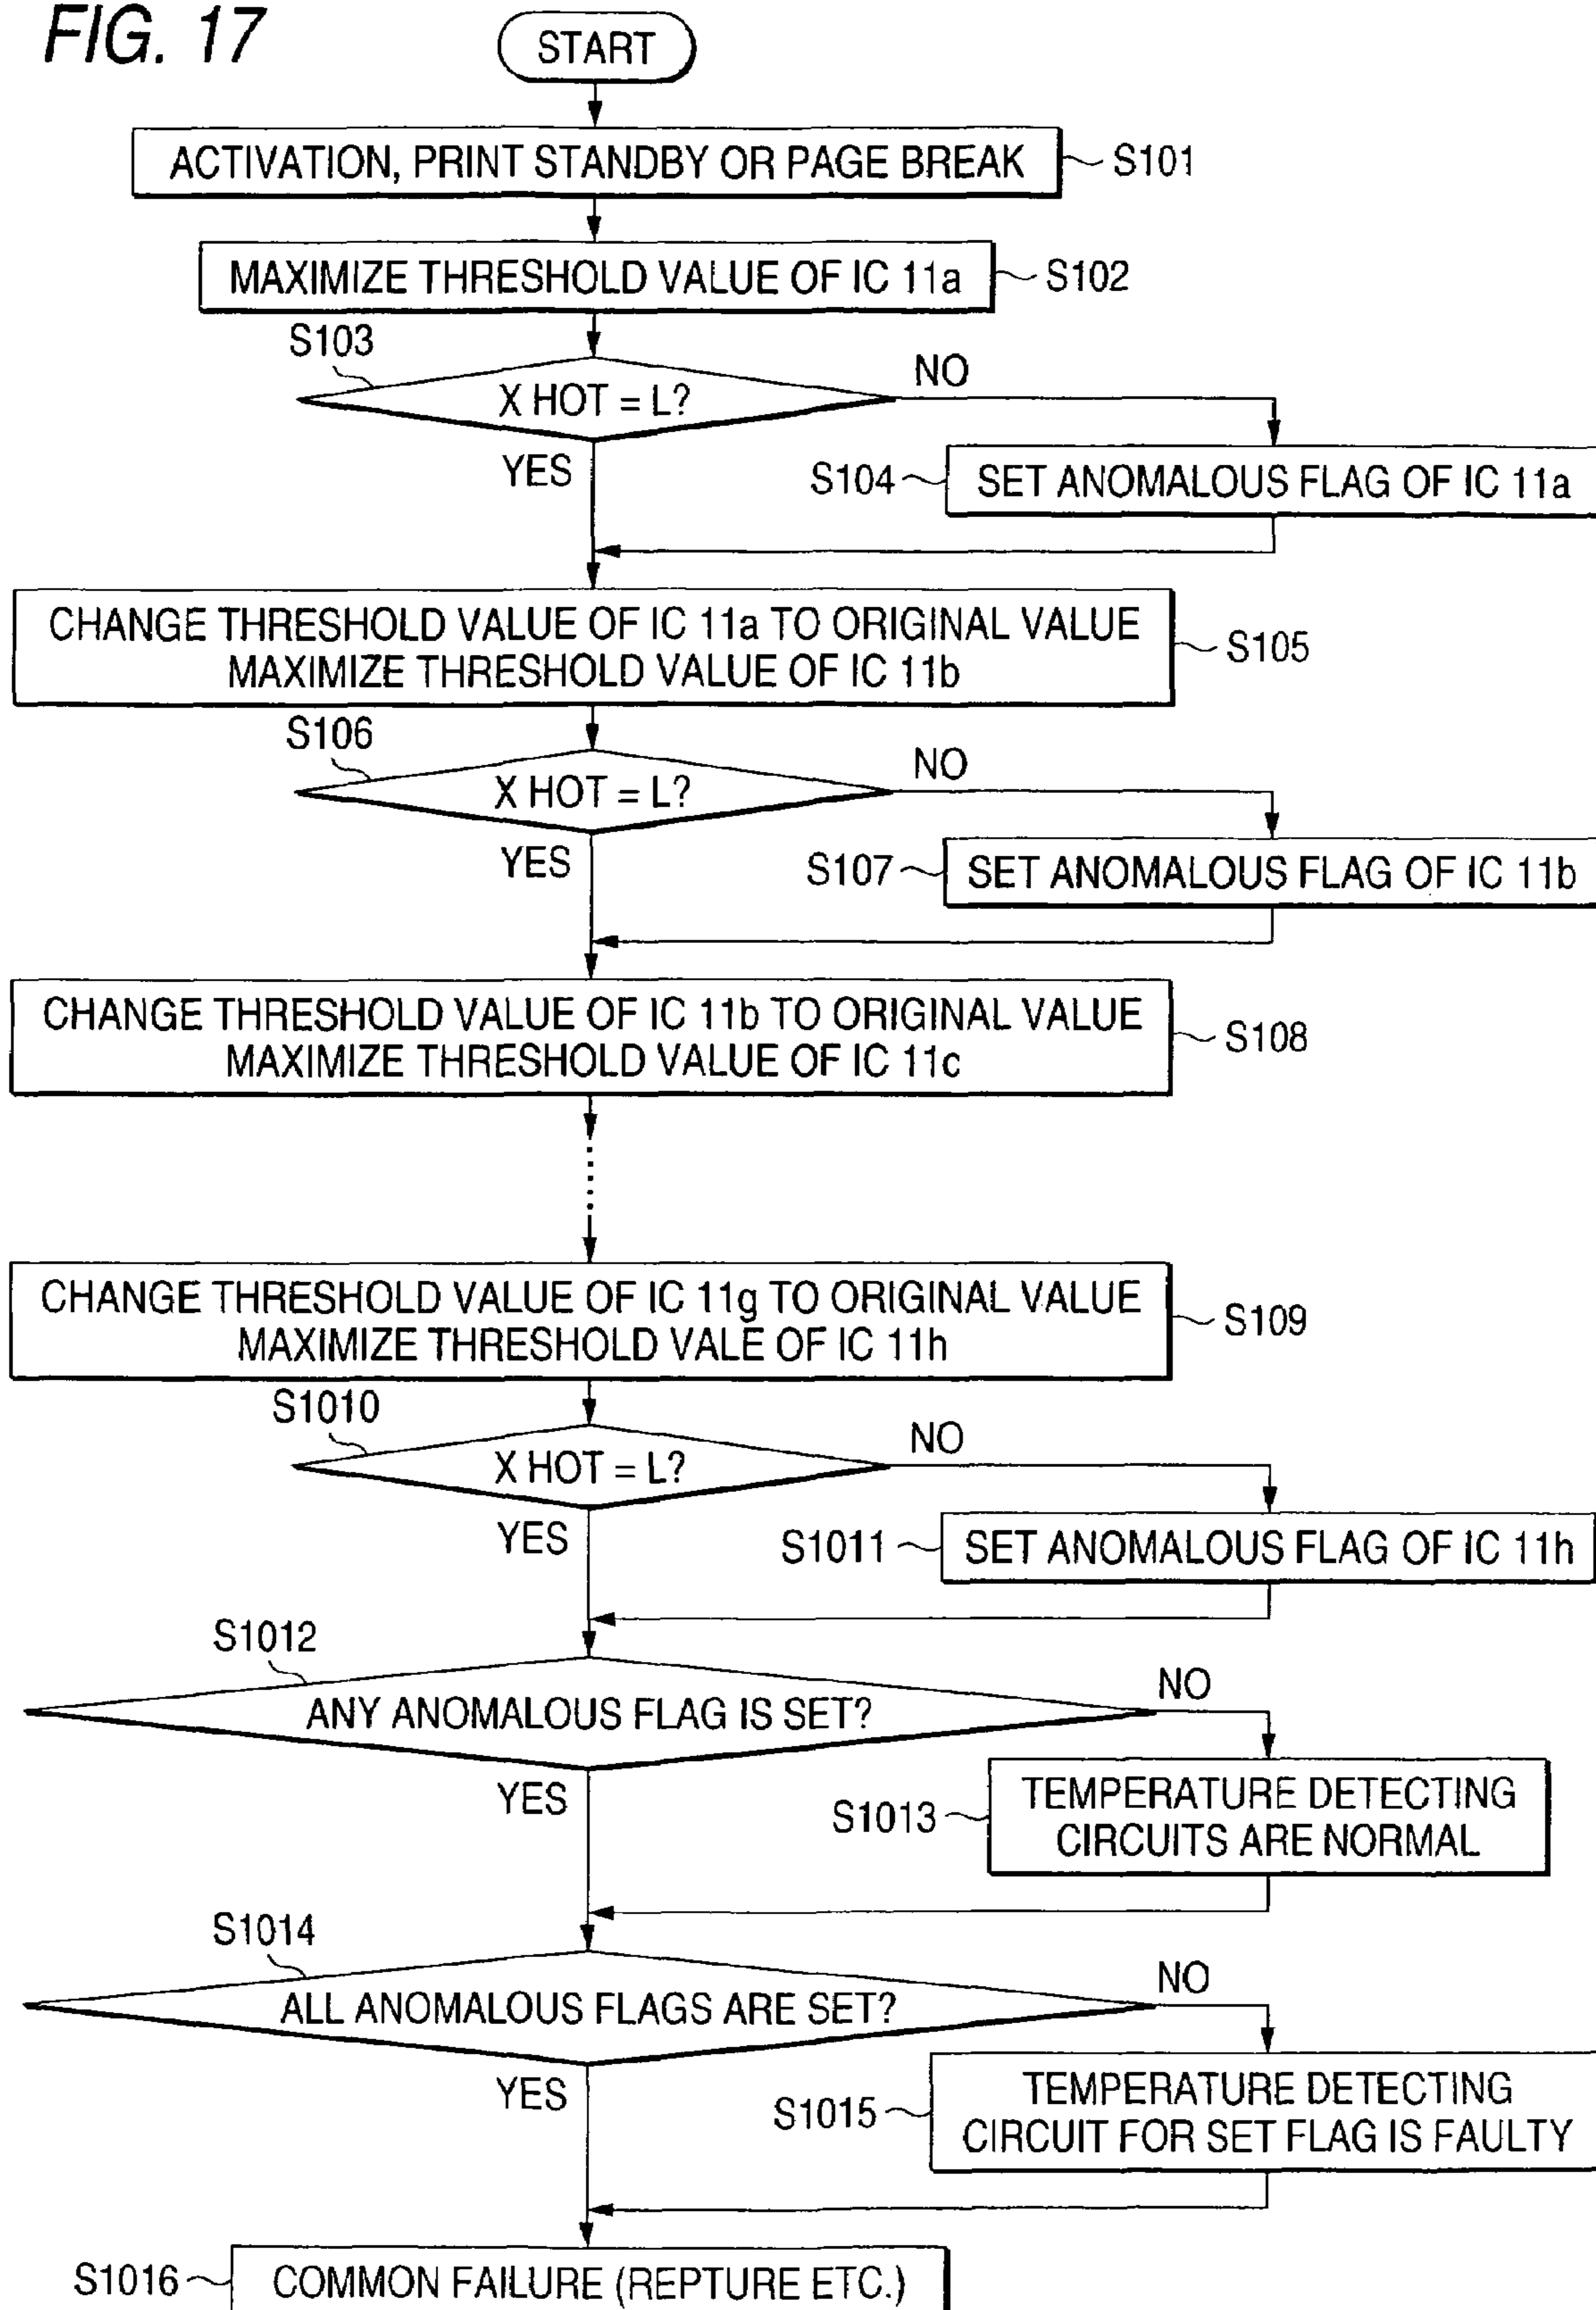 FIG. 17
START
ACTIVATION, PRINT STANDBY OR PAGE BREAK
S101
MAXIMIZE THRESHOLD VALUE OF IC 11a
S102
S103
X HOT = L?
NO
YES
S104
SET ANOMALOUS FLAG OF IC 11a
CHANGE THRESHOLD VALUE OF IC 11a TO ORIGINAL VALUE
MAXIMIZE THRESHOLD VALUE OF IC 11b
S105
S106
X HOT = L?
NO
YES
S107
SET ANOMALOUS FLAG OF IC 11b
CHANGE THRESHOLD VALUE OF IC 11b TO ORIGINAL VALUE
MAXIMIZE THRESHOLD VALUE OF IC 11c
S108
CHANGE THRESHOLD VALUE OF IC 11g TO ORIGINAL VALUE
MAXIMIZE THRESHOLD VALE OF IC 11h
S109
S1010
X HOT = L?
NO
YES
S1011
SET ANOMALOUS FLAG OF IC 11h
S1012
ANY ANOMALOUS FLAG IS SET?
NO
YES
S1013
TEMPERATURE DETECTING
CIRCUITS ARE NORMAL
S1014
ALL ANOMALOUS FLAGS ARE SET?
NO
YES
S1015
TEMPERATURE DETECTING
CIRCUIT FOR SET FLAG IS FAULTY
S1016
COMMON FAILURE (REPTURE ETC.)